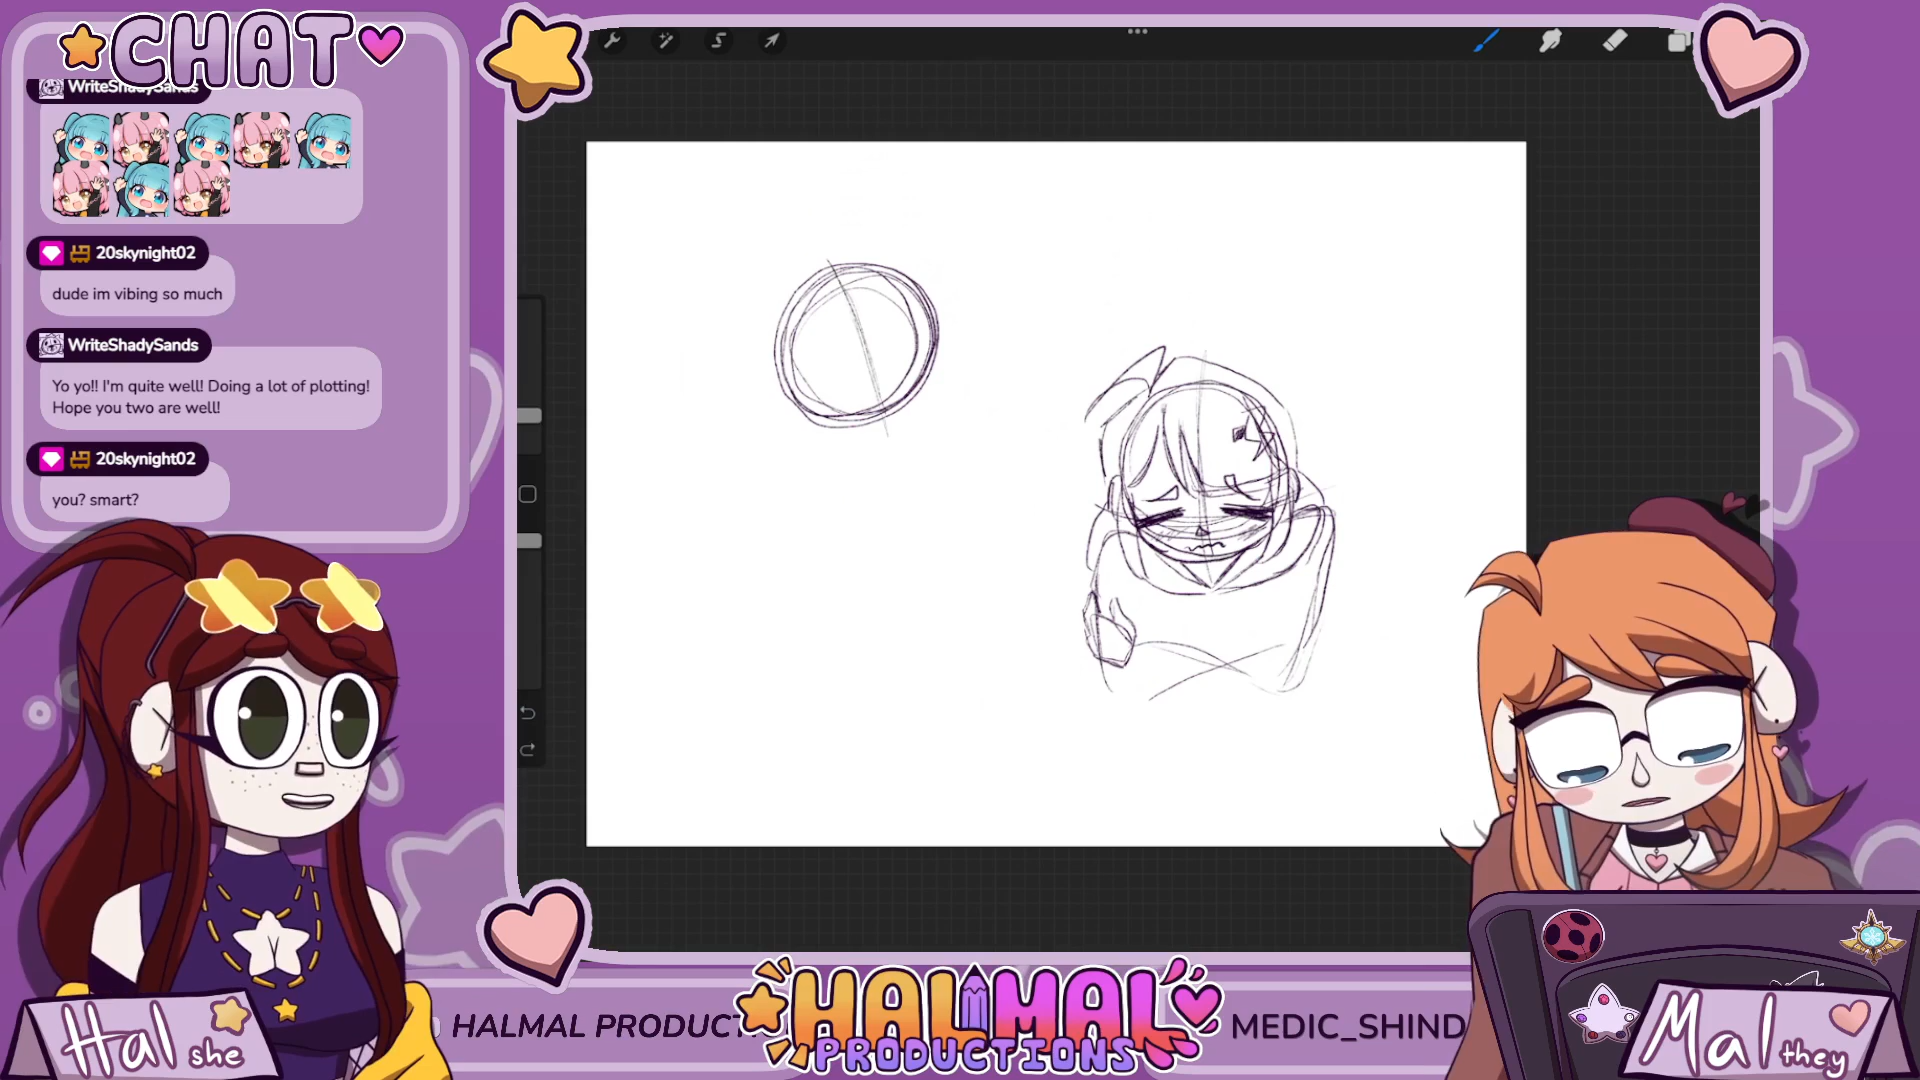 CHAT
WriteShadySands
20skynight02
dude im vibing so much
WriteShadySands
Yo yo!! I'm quite well! Doing a lot of plotting!
Hope you two are well!
20skynight02
you? smart?
HALMAL PRODUCT
HALMAL
PRODUCTIONS
MEDIC_SHIND
Hal she
Mal they